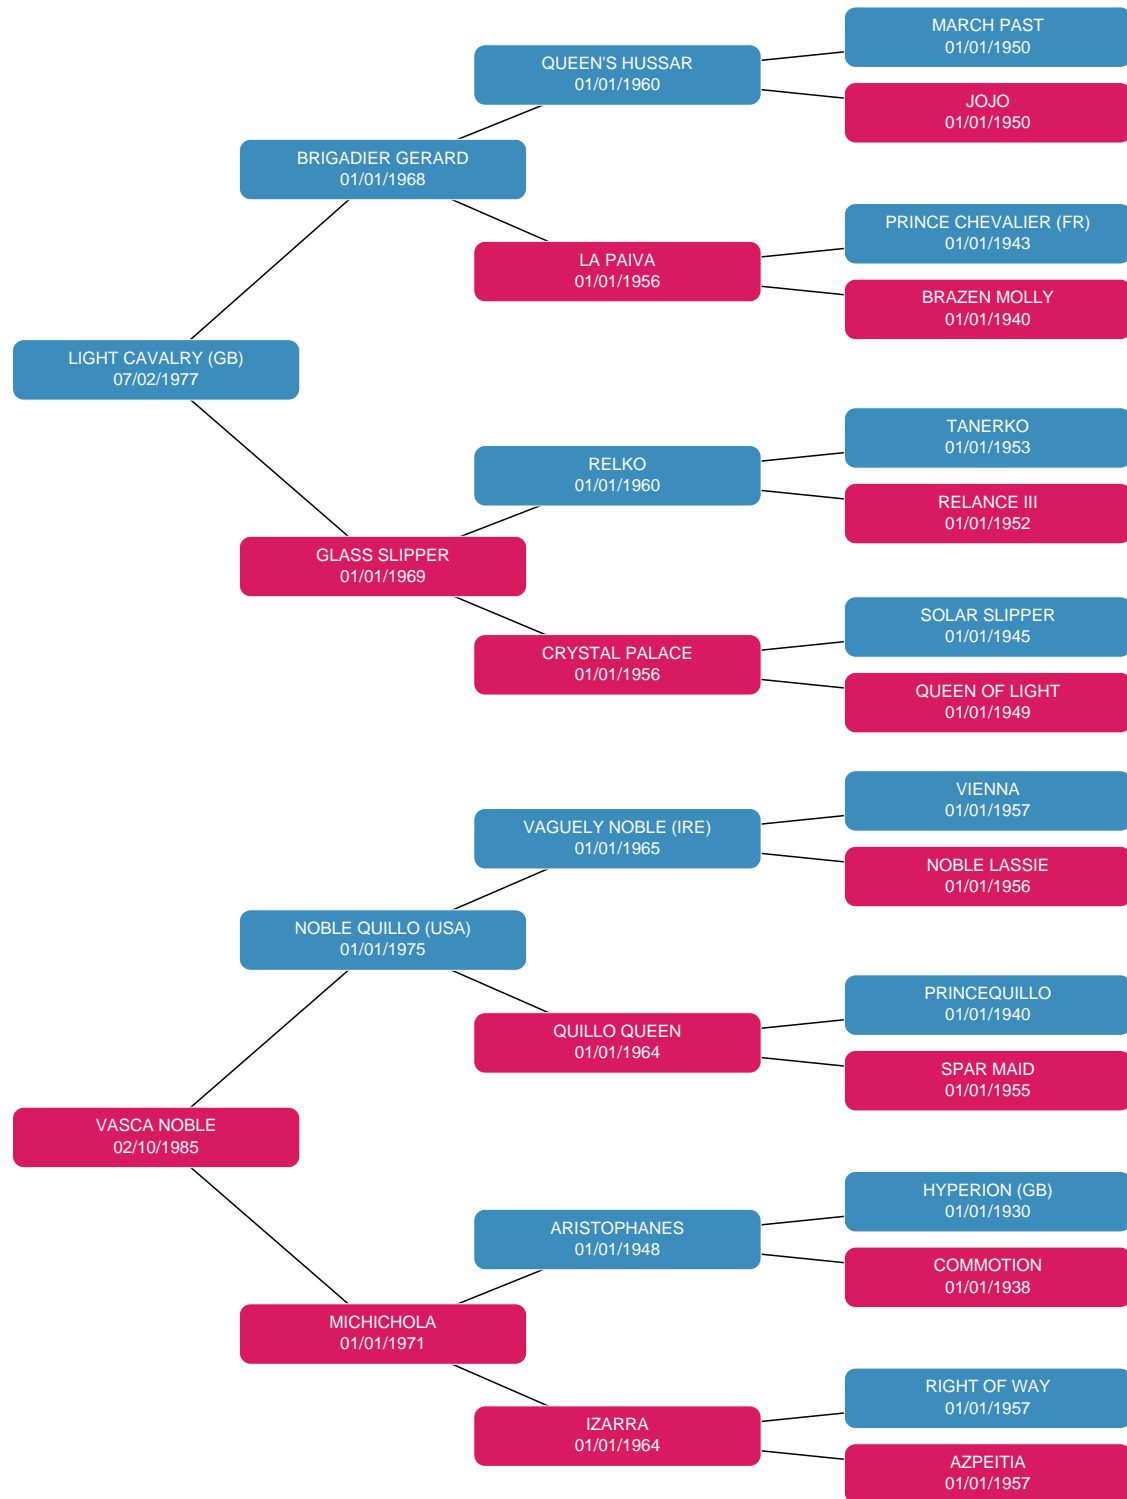 MARCH PAST
01/01/1950
QUEEN'S HUSSAR
01/01/1960
JOJO
01/01/1950
BRIGADIER GERARD
01/01/1968
PRINCE CHEVALIER (FR)
01/01/1943
LA PAIVA
01/01/1956
BRAZEN MOLLY
01/01/1940
LIGHT CAVALRY (GB)
07/02/1977
TANERKO
01/01/1953
RELKO
01/01/1960
RELANCE III
01/01/1952
GLASS SLIPPER
01/01/1969
SOLAR SLIPPER
01/01/1945
CRYSTAL PALACE
01/01/1956
QUEEN OF LIGHT
01/01/1949
VIENNA
01/01/1957
VAGUELY NOBLE (IRE)
01/01/1965
NOBLE LASSIE
01/01/1956
NOBLE QUILLO (USA)
01/01/1975
PRINCEQUILLO
01/01/1940
QUILLO QUEEN
01/01/1964
SPAR MAID
01/01/1955
VASCA NOBLE
02/10/1985
HYPERION (GB)
01/01/1930
ARISTOPHANES
01/01/1948
COMMOTION
01/01/1938
MICHICHOLA
01/01/1971
RIGHT OF WAY
01/01/1957
IZARRA
01/01/1964
AZPEITIA
01/01/1957